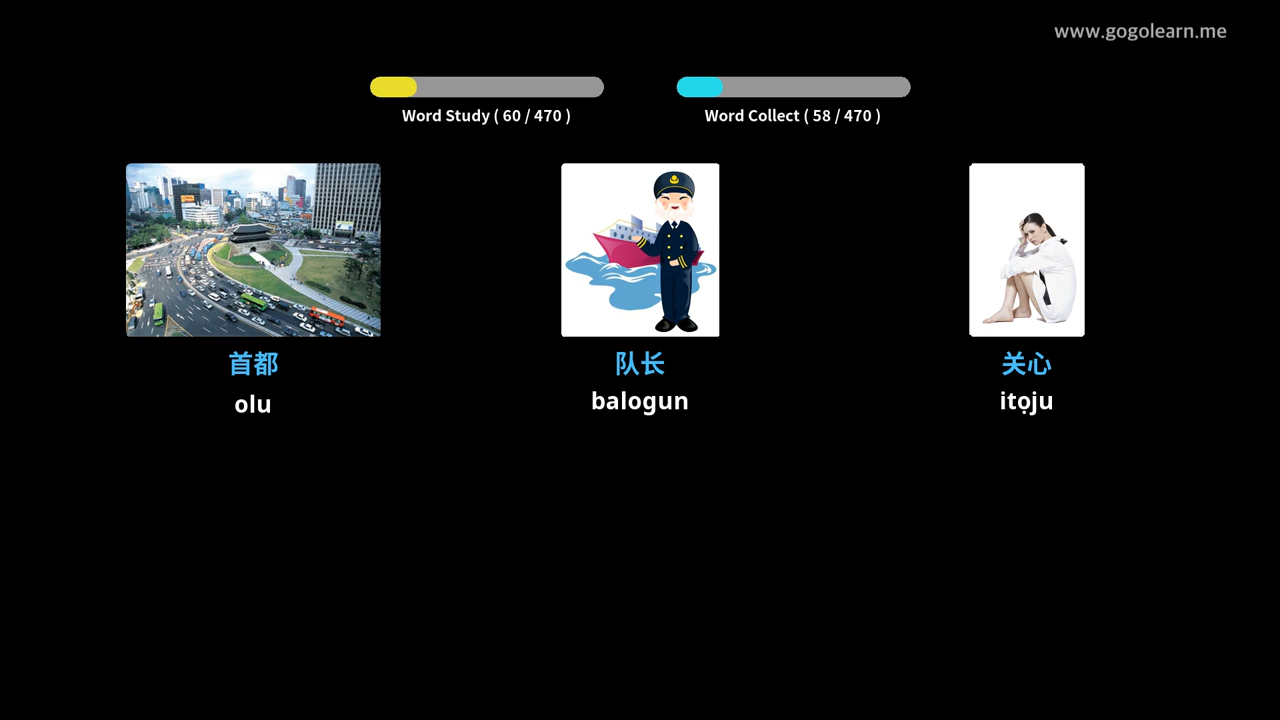 www.gogolearn.me
Word Study ( 60 / 470 )
Word Collect ( 58 / 470 )
首都
队长
关心
olu
balogun
itọju